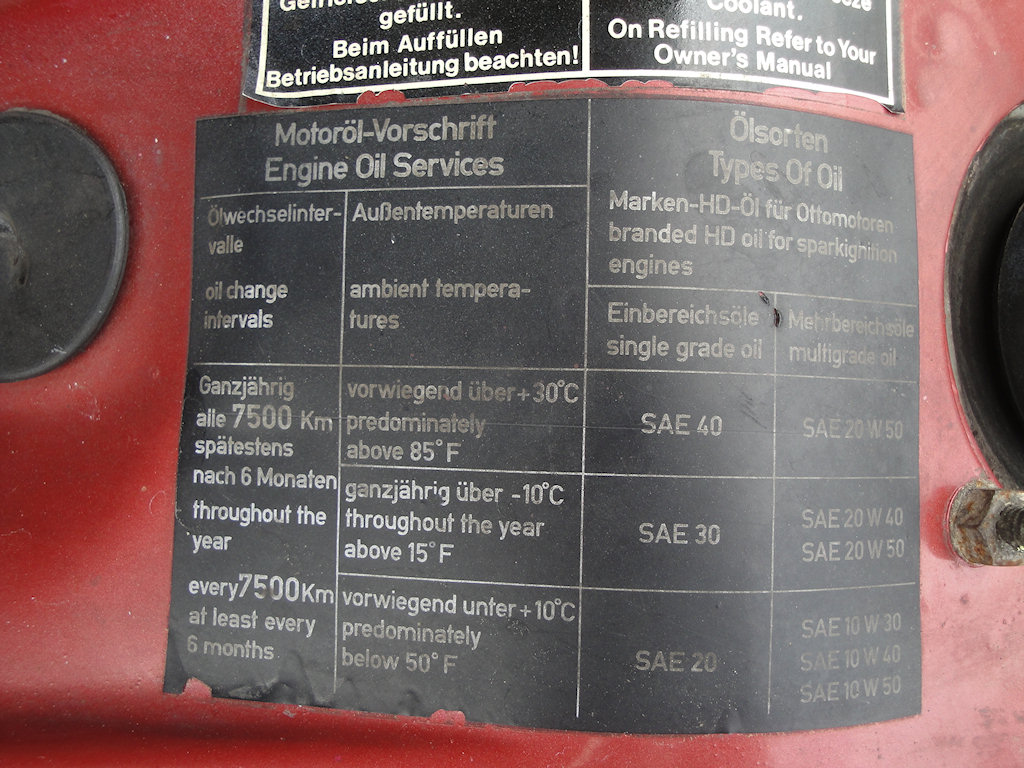 gefüllt.
Beim Auffüllen
Betriebsanleitung beachten!
Coolant.
On Refilling Refer to Your
Owner's Manual
Motoröl-Vorschrift
Engine Oil Services
Ölsorten
Types Of Oil
Marken-HD-Öl für Ottomotoren
branded HD oil for sparkignition
engines
Ölwechselinter-
valle
oil change
intervals
Außentemperaturen
ambient tempera-
tures
Einbereichsöle
single grade oil
Mehrbereichsöle
multigrade oil
Ganzjährig
alle 7500 Km
spätestens
nach 6 Monaten
throughout the
year
every 7500 Km
at least every
6 months
vorwiegend über +30°C
predominately
above 85°F
SAE 40
SAE 20 W 50
ganzjährig über -10°C
throughout the year
above 15°F
SAE 30
SAE 20 W 40
SAE 20 W 50
vorwiegend unter +10°C
predominately
below 50°F
SAE 20
SAE 10 W 30
SAE 10 W 40
SAE 10 W 50